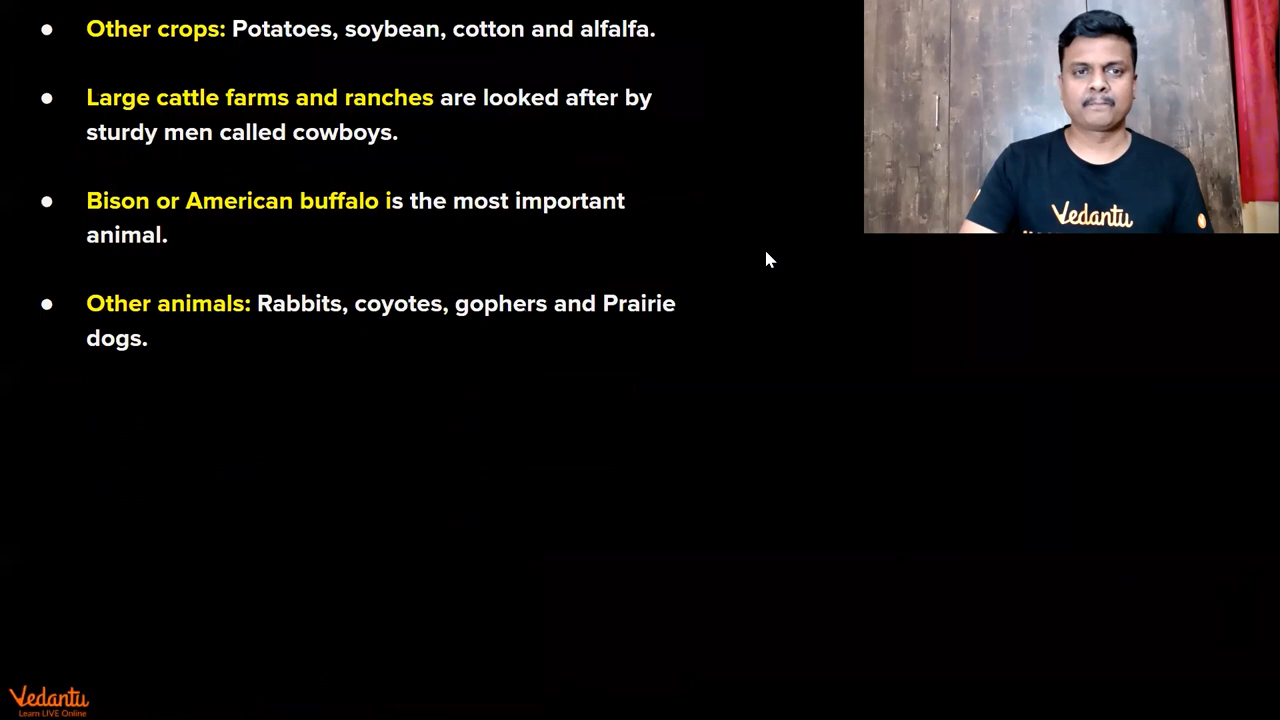 ● Other crops: Potatoes, soybean, cotton and alfalfa.
● Large cattle farms and ranches are looked after by
sturdy men called cowboys.
● Bison or American buffalo is the most important
animal.
● Other animals: Rabbits, coyotes, gophers and Prairie
dogs.
Vedantu
Vedantu
Learn LIVE Online